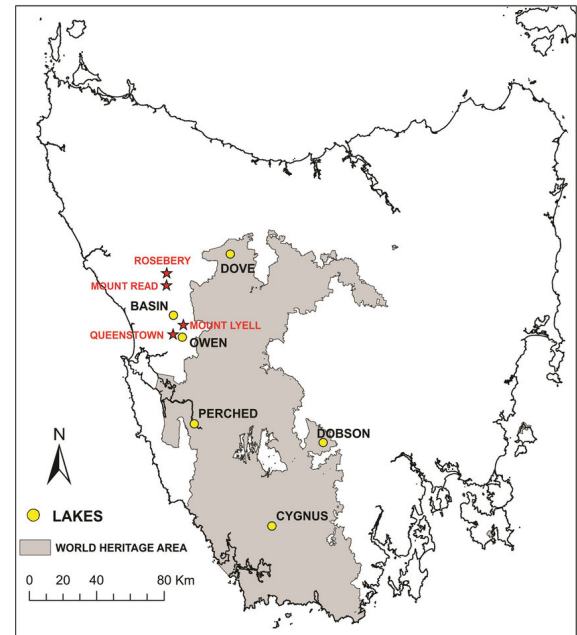 ROSEBERY
DOVE
MOUNT READ
BASIN
MOUNT LYELL
QUEENSTOWN
OWEN
PERCHED
DOBSON
N
LAKES
CYGNUS
WORLD HERITAGE AREA
0 20 40 80 Km